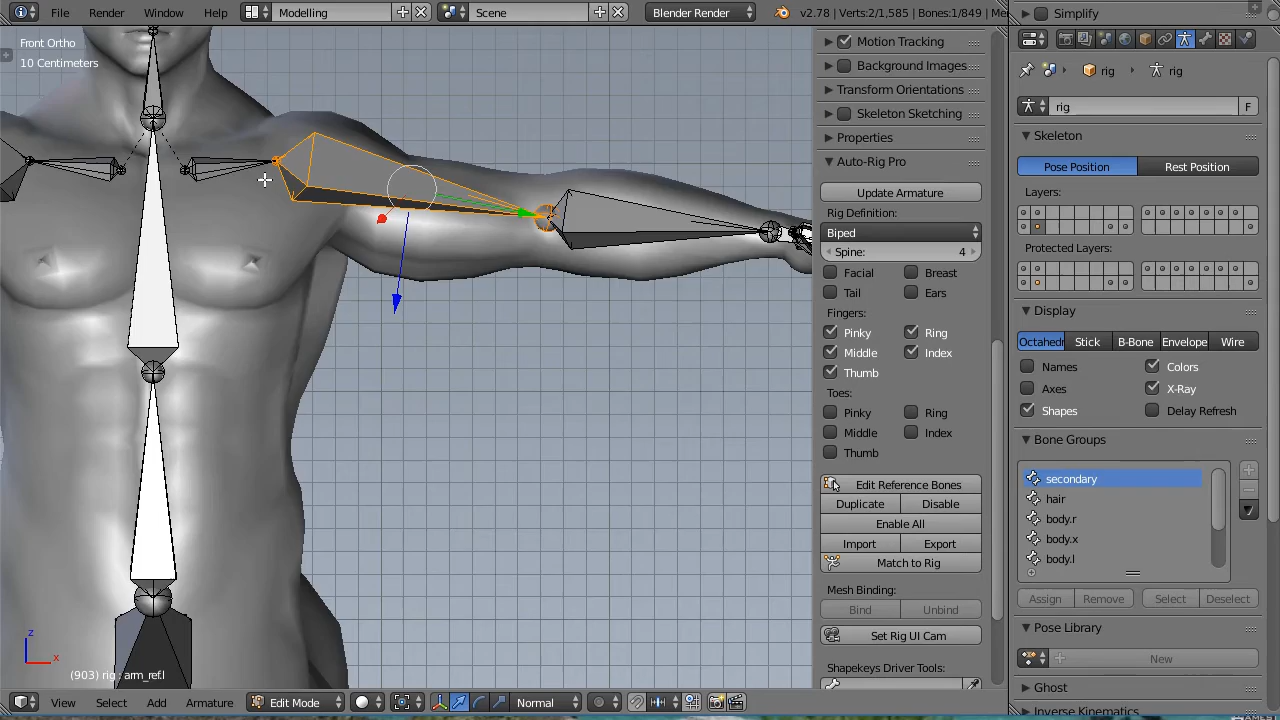 File Render Window Help Modelling Scene Blender Render v2.78 | Verts:2/1,585 | Bones:1/849 | Me
Front Ortho
10 Centimeters
(903) rig : arm_ref.l
z
x
View Select Add Armature Edit Mode Normal
Motion Tracking
Background Images
Transform Orientations
Skeleton Sketching
Properties
Auto-Rig Pro
Update Armature
Rig Definition:
Biped
Spine: 4
Facial Breast
Tail Ears
Fingers:
Pinky Ring
Middle Index
Thumb
Toes:
Pinky Ring
Middle Index
Thumb
Edit Reference Bones
Duplicate Disable
Enable All
Import Export
Match to Rig
Mesh Binding:
Bind Unbind
Set Rig UI Cam
Shapekeys Driver Tools:
Simplify
rig rig
rig F
Skeleton
Pose Position Rest Position
Layers:
Protected Layers:
Display
Octahedr Stick B-Bone Envelope Wire
Names Colors
Axes X-Ray
Shapes Delay Refresh
Bone Groups
secondary
hair
body.r
body.x
body.l
Assign Remove Select Deselect
Pose Library
New
Ghost
Inverse Kinematics